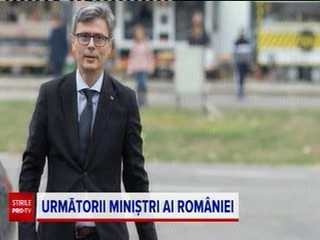 ȘTIRILE
PRO•TV
URMĂTORII MINIȘTRI AI ROMÂNIEI